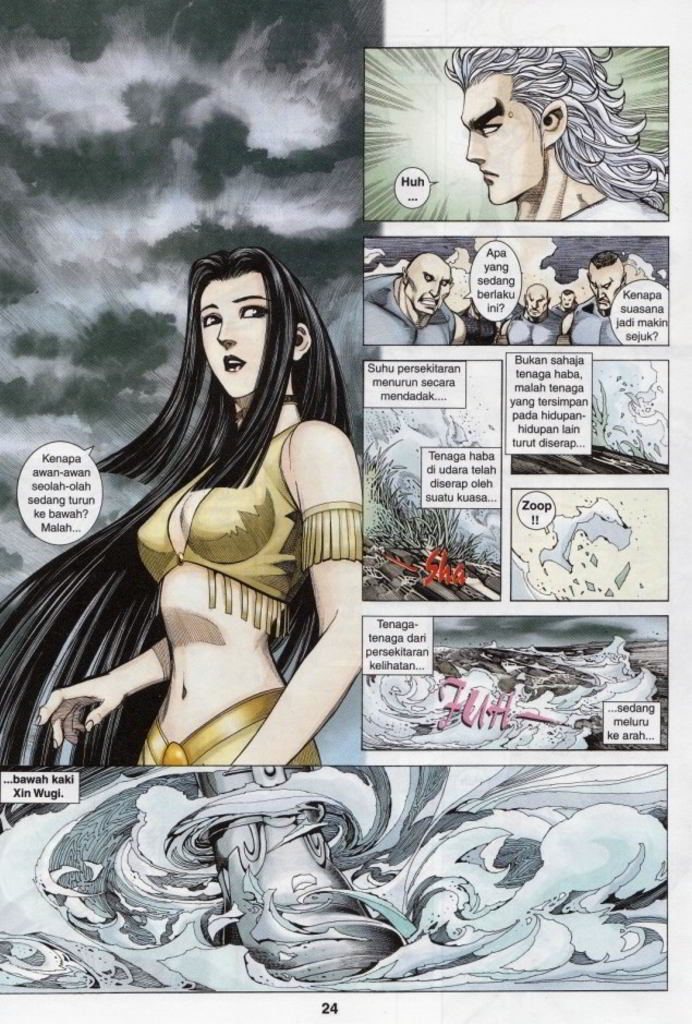 Huh
...
Apa
yang
sedang
berlaku
ini?
Kenapa
suasana
jadi makin
sejuk?
Kenapa
awan-awan
seolah-olah
sedang turun
ke bawah?
Malah...
Suhu persekitaran
menurun secara
mendadak....
Tenaga haba
di udara telah
diserap oleh
suatu kuasa...
Sha
Bukan sahaja
tenaga haba,
malah tenaga
yang tersimpan
pada hidupan-
hidupan lain
turut diserap...
Zoop
!!
Tenaga-
tenaga dari
persekitaran
kelihatan...
FUH
...sedang
meluru
ke arah...
...bawah kaki
Xin Wugi.
24